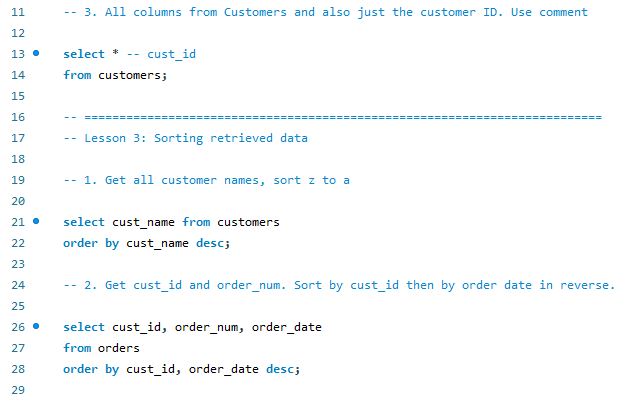 11 -- 3. All columns from Customers and also just the customer ID. Use comment
12
13 select * -- cust_id
14 from customers;
15
16 -- ==========================================================================
17 -- Lesson 3: Sorting retrieved data
18
19 -- 1. Get all customer names, sort z to a
20
21 select cust_name from customers
22 order by cust_name desc;
23
24 -- 2. Get cust_id and order_num. Sort by cust_id then by order date in reverse.
25
26 select cust_id, order_num, order_date
27 from orders
28 order by cust_id, order_date desc;
29